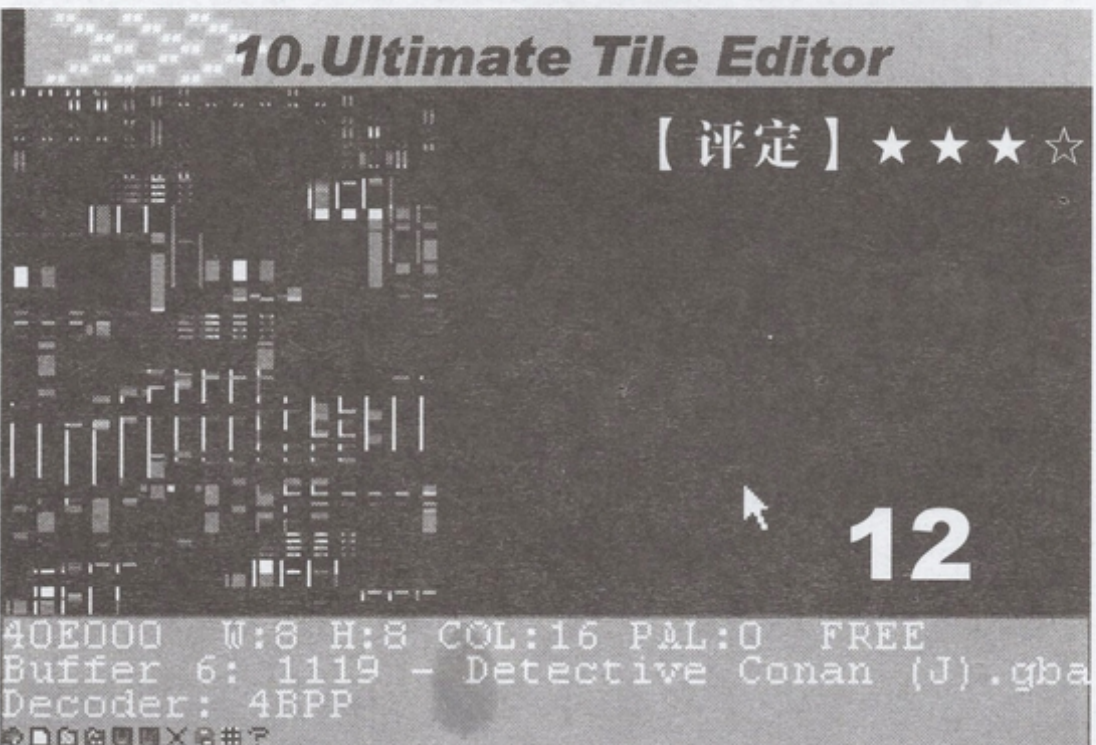 10.Ultimate Tile Editor
【评定】★★★☆
12
40E000 W:8 H:8 COL:16 PAL:0 FREE
Buffer 6: 1119 - Detective Conan (J).gba
Decoder: 4BPP